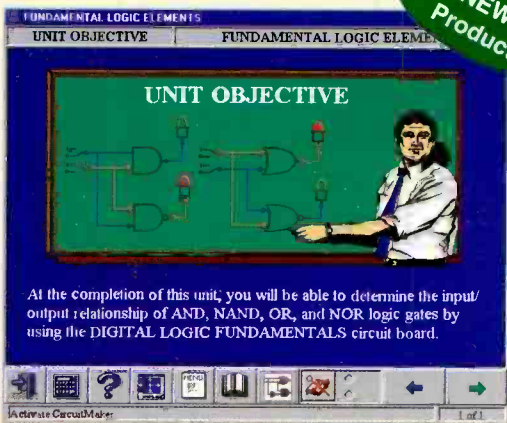 NEW
Product
FUNDAMENTAL LOGIC ELEMENTS
UNIT OBJECTIVE
FUNDAMENTAL LOGIC
UNIT OBJECTIVE
At the completion of this unit, you will be able to determine the input/
output relationship of AND, NAND, OR, and NOR logic gates by
using the DIGITAL LOGIC FUNDAMENTALS circuit board.
MENU
Activate CircuitMaker
1 of 1